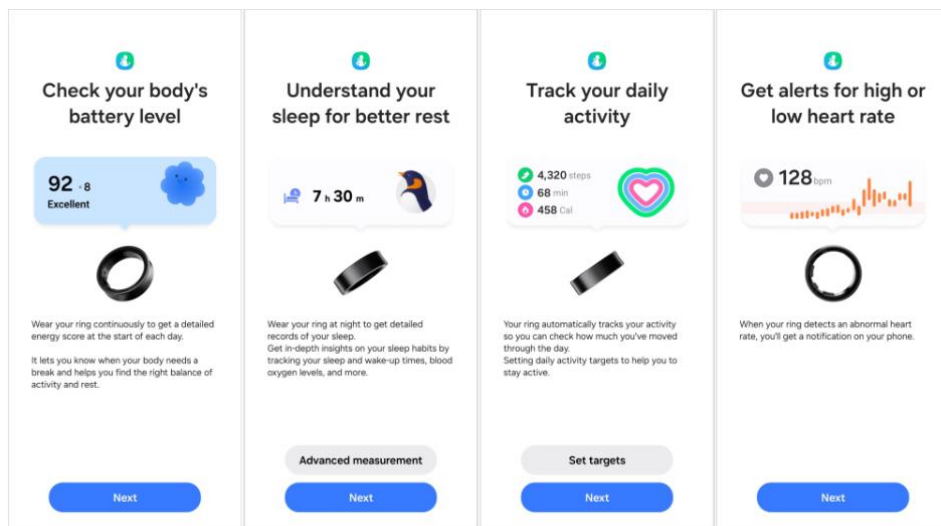 Check your body's
battery level
92 - 8
Excellent
Wear your ring continuously to get a detailed
energy score at the start of each day.
It lets you know when your body needs a
break and helps you find the right balance of
activity and rest.
Next
Understand your
sleep for better rest
7 h 30 m
Wear your ring at night to get detailed
records of your sleep.
Get in-depth insights on your sleep habits by
tracking your sleep and wake-up times, blood
oxygen levels, and more.
Advanced measurement
Next
Track your daily
activity
4,320 steps
68 min
458 Cal
Your ring automatically tracks your activity
so you can check how much you've moved
through the day.
Setting daily activity targets to help you to
stay active.
Set targets
Next
Get alerts for high or
low heart rate
128 bpm
When your ring detects an abnormal heart
rate, you'll get a notification on your phone.
Next